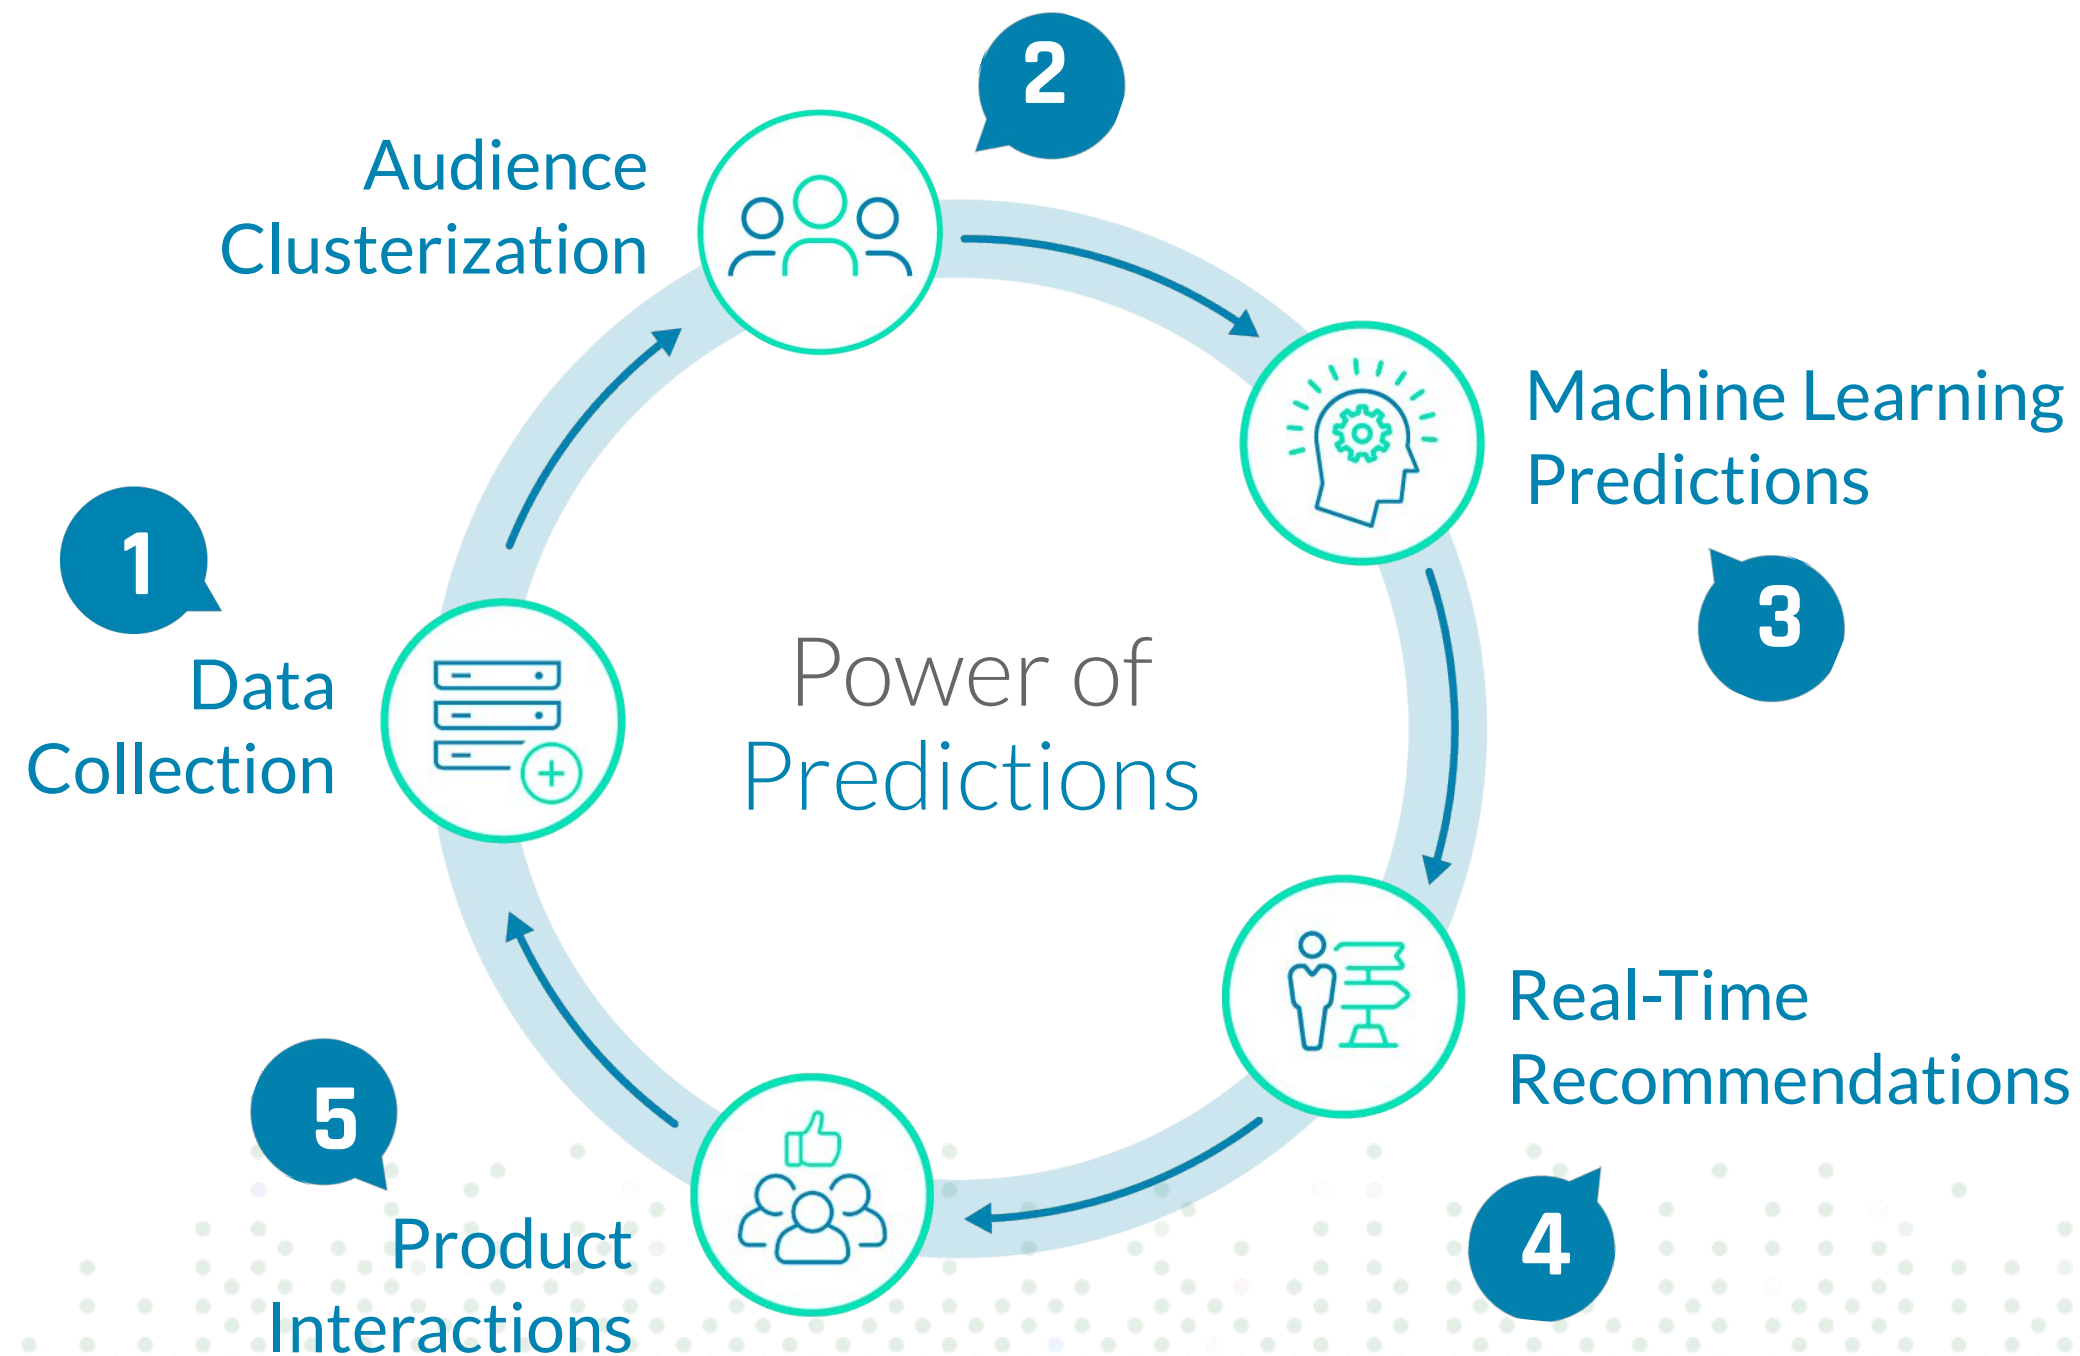 Power of
Predictions
1
Data
Collection
2
Audience
Clusterization
Machine Learning
Predictions
3
Real-Time
Recommendations
4
5
Product
Interactions